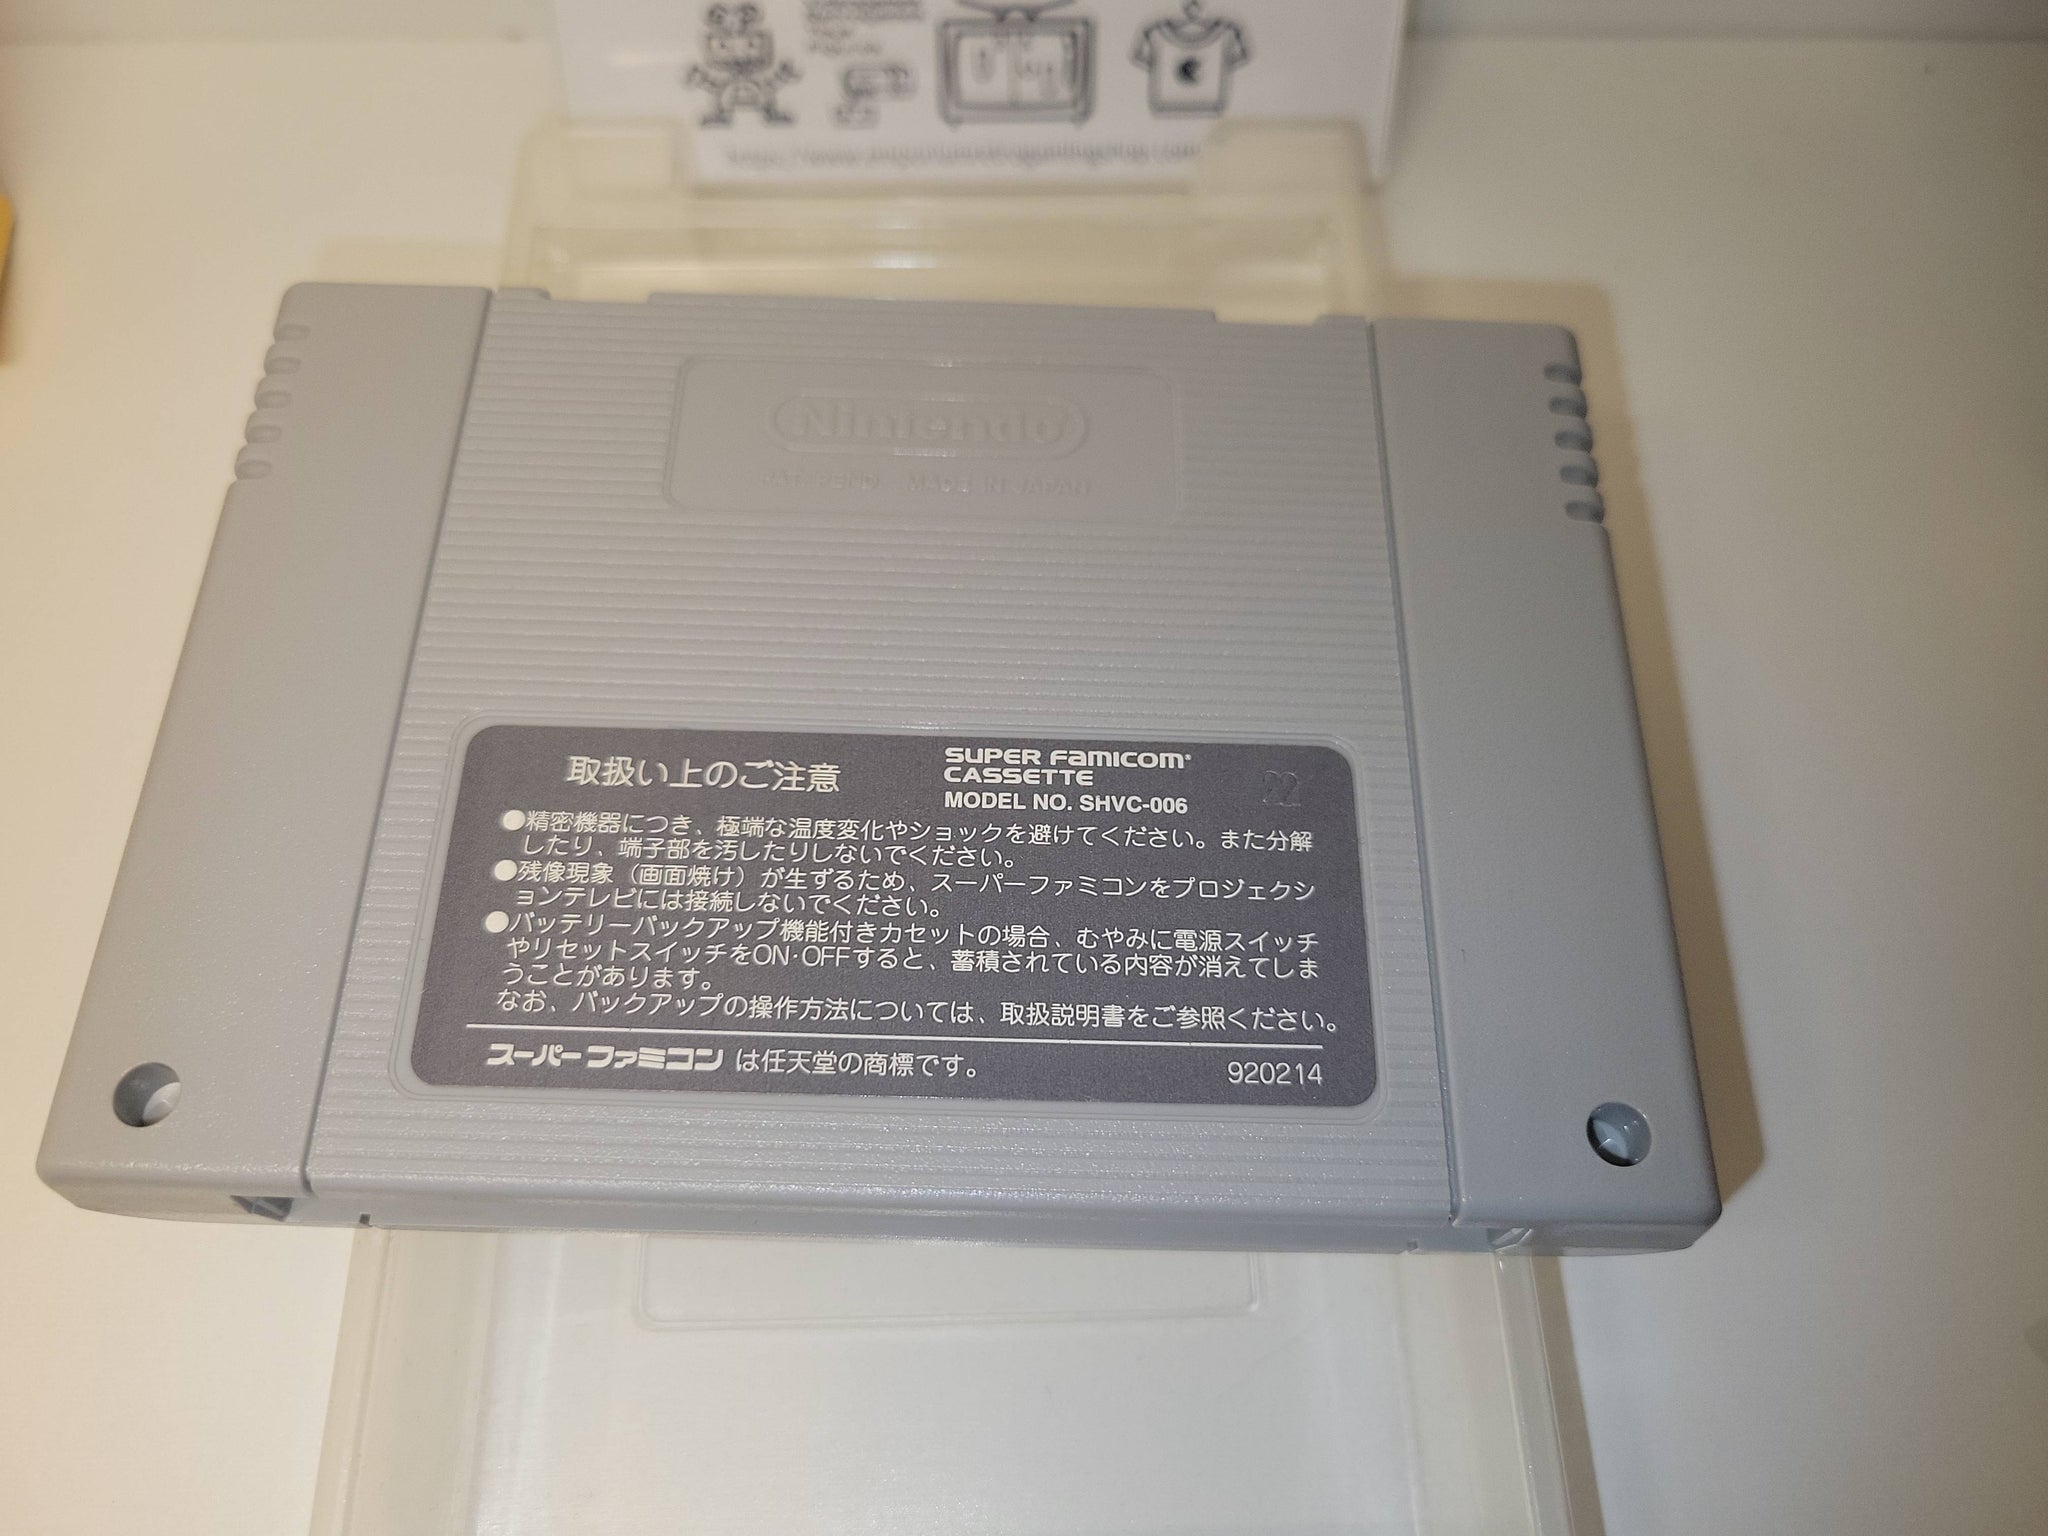 Nintendo
PAT. PEND. MADE IN JAPAN
取扱い上のご注意
SUPER FAMICOM
CASSETTE
MODEL NO. SHVC-006
22
●精密機器につき、極端な温度変化やショックを避けてください。また分解
したり、端子部を汚したりしないでください。
●残像現象（画面焼け）が生ずるため、スーパーファミコンをプロジェクシ
ョンテレビには接続しないでください。
●バッテリーバックアップ機能付きカセットの場合、むやみに電源スイッチ
やリセットスイッチをON・OFFすると、蓄積されている内容が消えてしま
うことがあります。
なお、バックアップの操作方法については、取扱説明書をご参照ください。
スーパーファミコン は任天堂の商標です。
920214